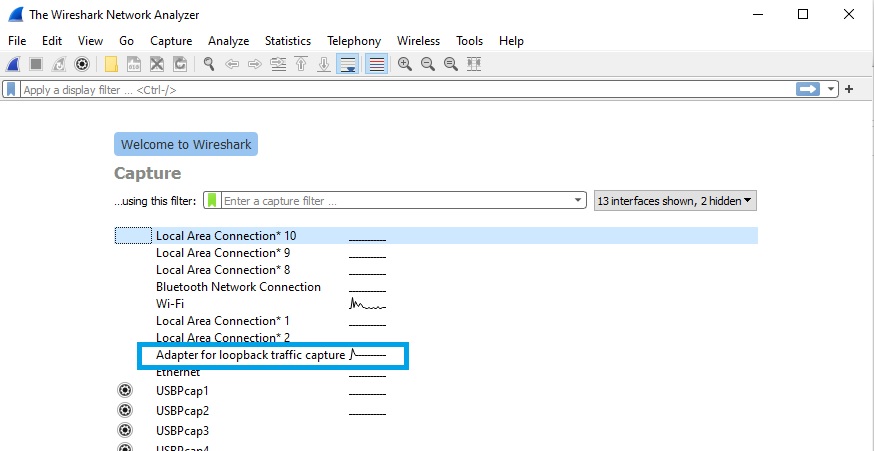 The Wireshark Network Analyzer
File Edit View Go Capture Analyze Statistics Telephony Wireless Tools Help
Apply a display filter ... <Ctrl-/>
Welcome to Wireshark
Capture
...using this filter: Enter a capture filter ... 13 interfaces shown, 2 hidden
Local Area Connection* 10
Local Area Connection* 9
Local Area Connection* 8
Bluetooth Network Connection
Wi-Fi
Local Area Connection* 1
Local Area Connection* 2
Adapter for loopback traffic capture
Ethernet
USBPcap1
USBPcap2
USBPcap3
USBPcap4